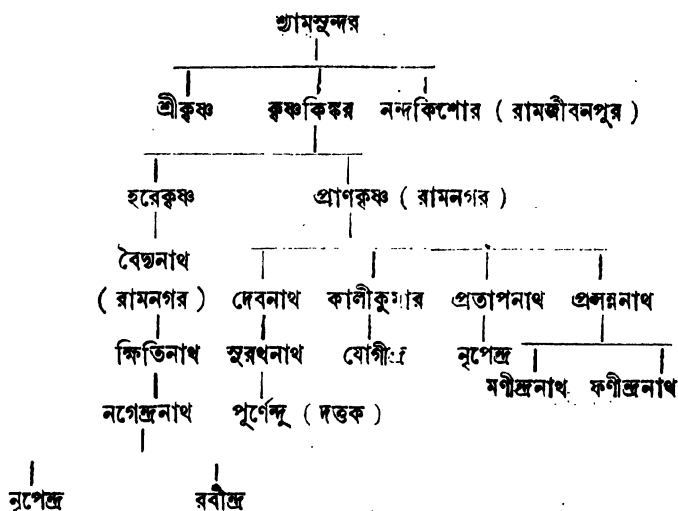 শ্যামসুন্দর
শ্রীকৃষ্ণ কৃষ্ণকিঙ্কর নন্দকিশোর ( রামজীবনপুর )
হরেকৃষ্ণ প্রাণকৃষ্ণ ( রামনগর )
বৈদ্যনাথ
( রামনগর ) দেবনাথ কালীকুমার প্রতাপনাথ প্রসন্ননাথ
ক্ষিতিনাথ সুরথনাথ যোগীন্দ্র নৃপেন্দ্র
মণীন্দ্রনাথ ফণীন্দ্রনাথ
নগেন্দ্রনাথ পূর্ণেন্দু ( দত্তক )
নৃপেন্দ্র রবীন্দ্র